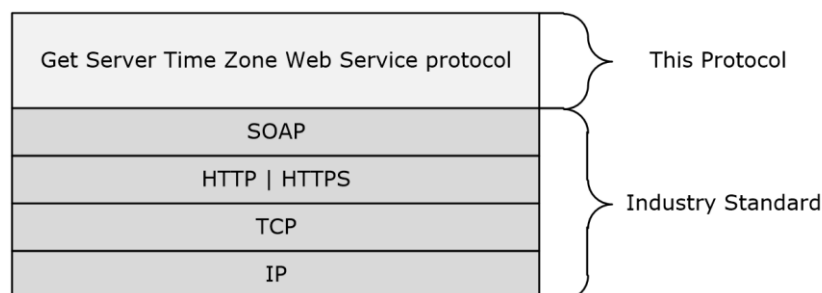 Get Server Time Zone Web Service protocol
This Protocol
SOAP
HTTP | HTTPS
Industry Standard
TCP
IP